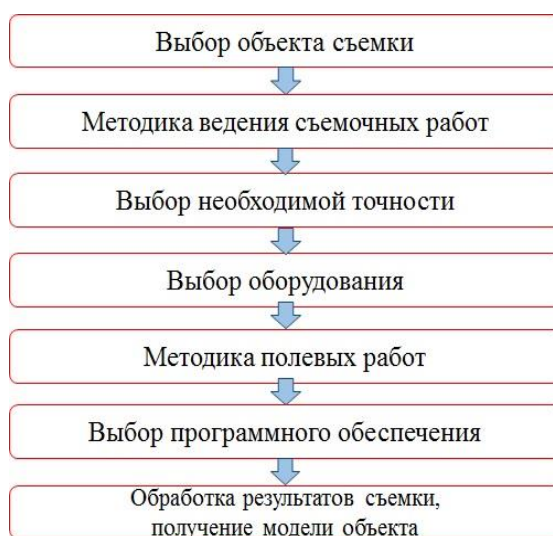 Выбор объекта съемки
Методика ведения съемочных работ
Выбор необходимой точности
Выбор оборудования
Методика полевых работ
Выбор программного обеспечения
Обработка результатов съемки,
получение модели объекта